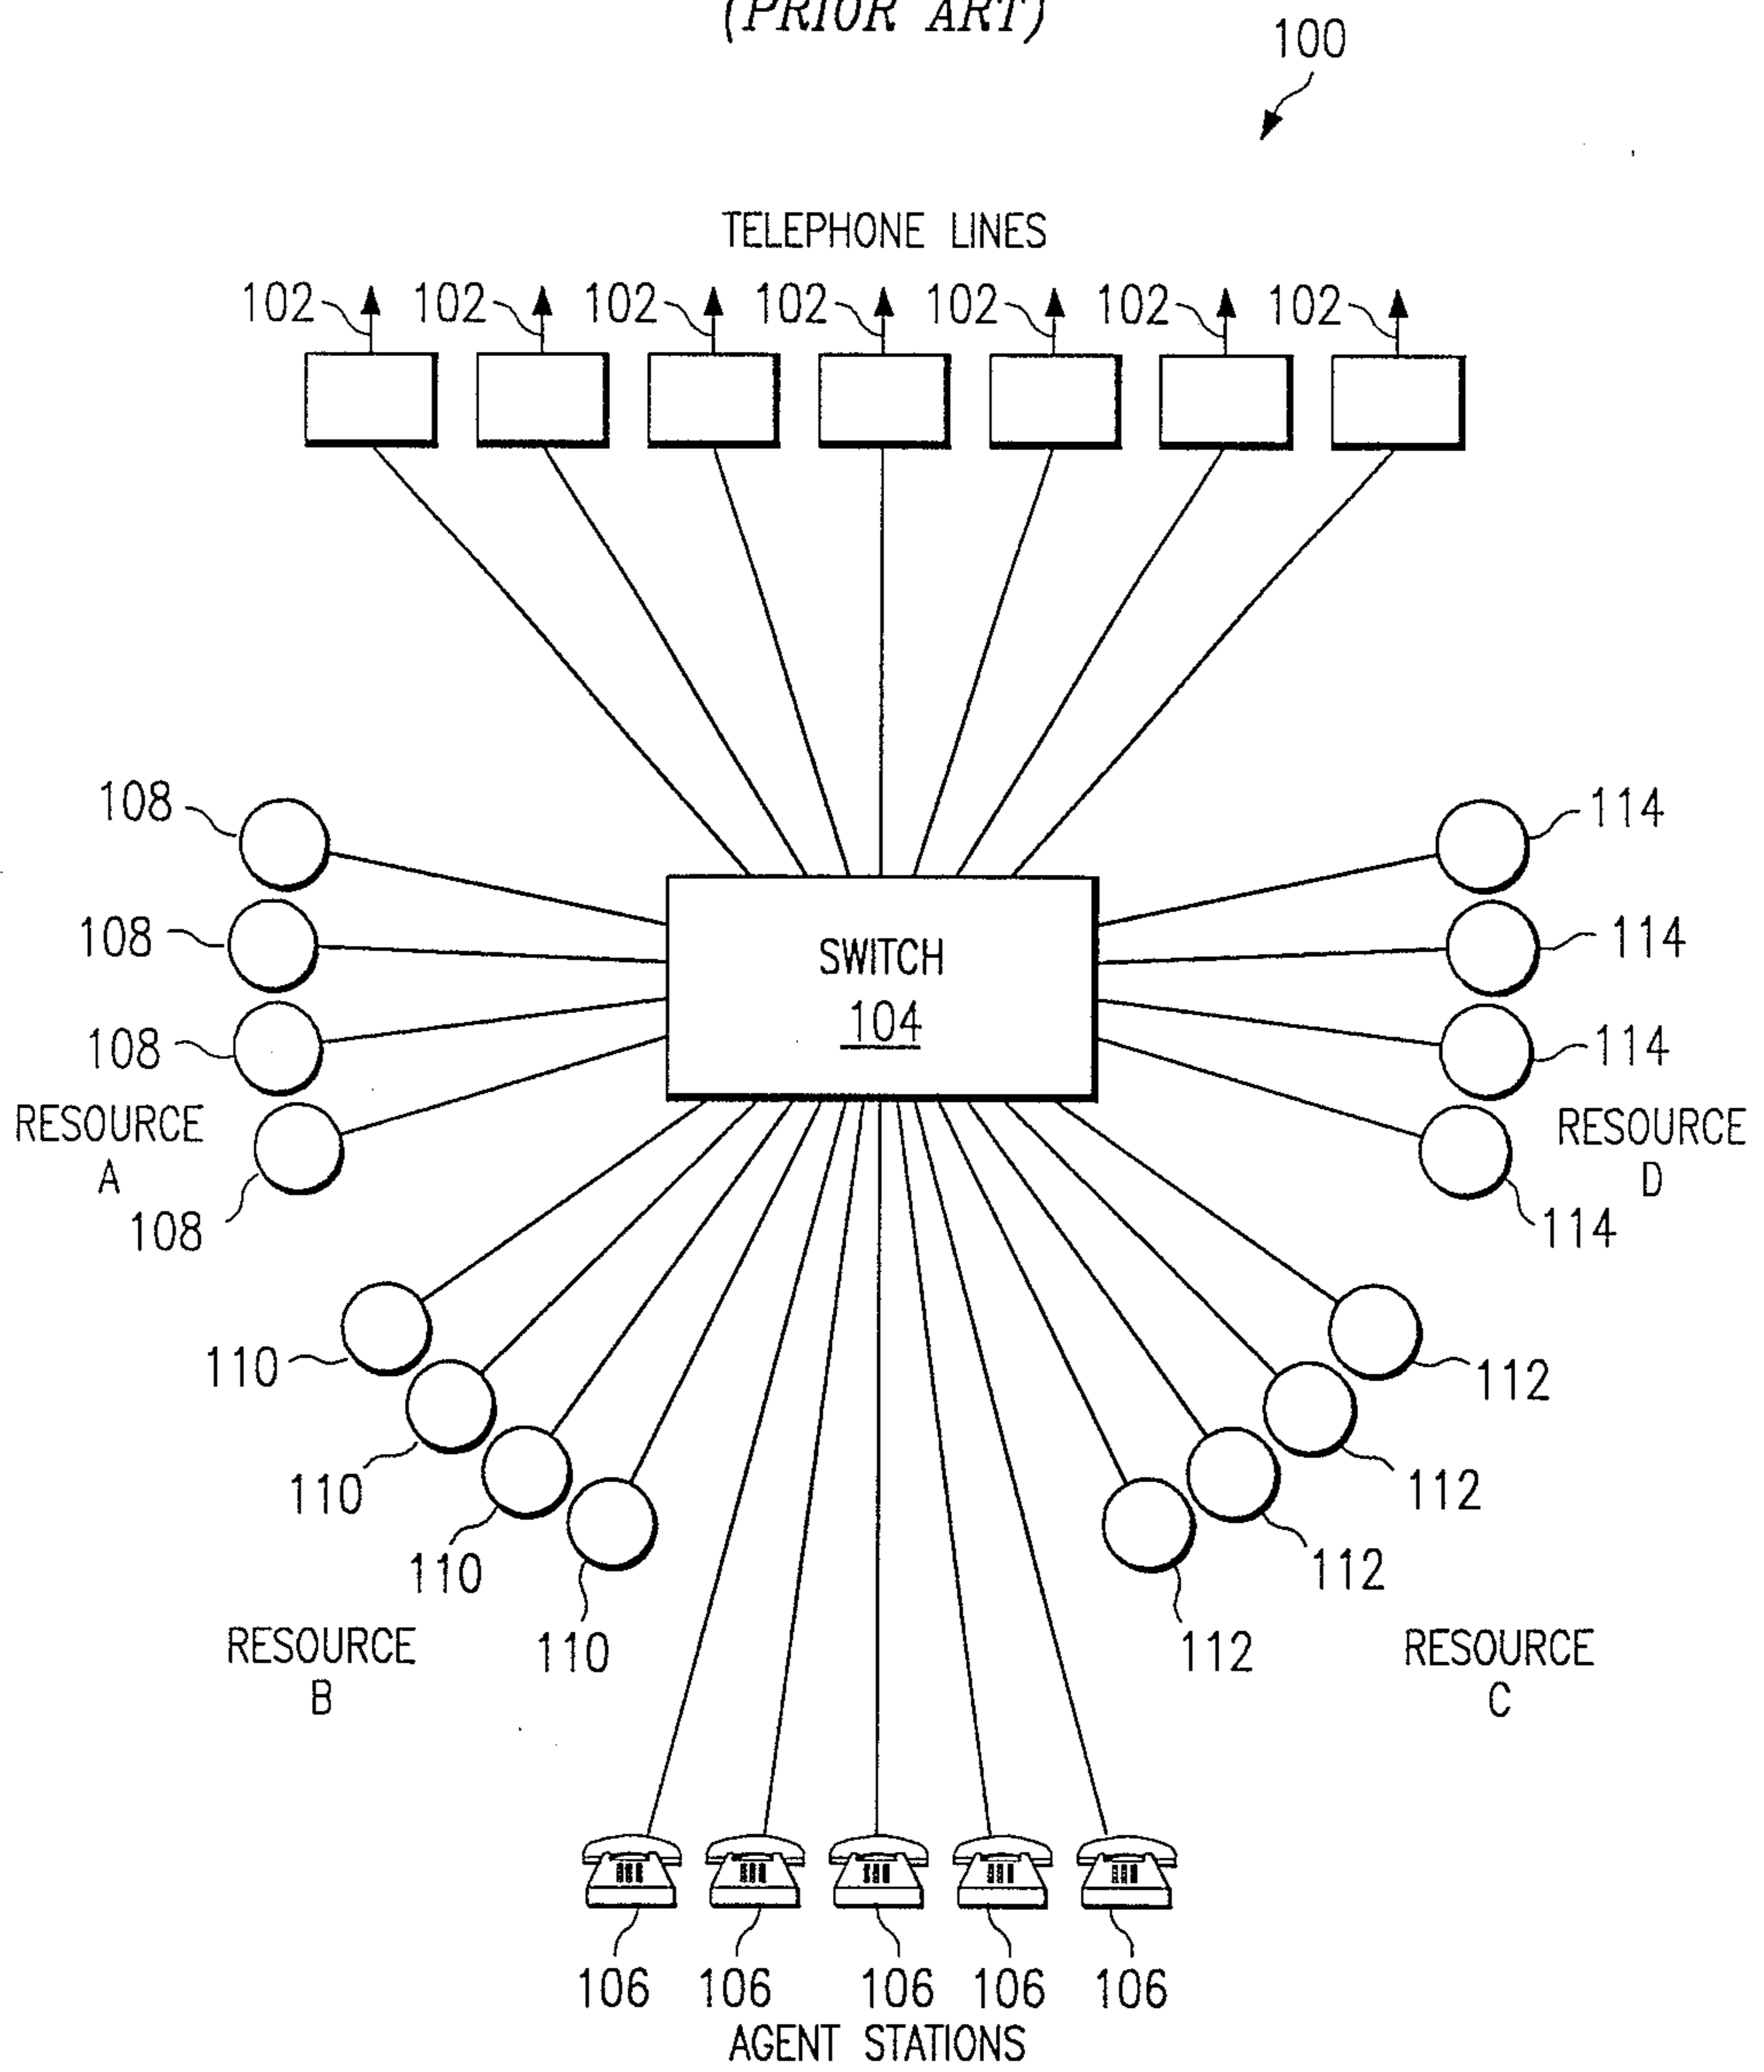 (PRIOR ART)
100
TELEPHONE LINES
102 102 102 102 102 102 102
108
114
108
114
SWITCH
104
108
114
RESOURCE
A
RESOURCE
D
108
114
110
112
110
112
110
112
110
112
RESOURCE
B
RESOURCE
C
106 106 106 106 106
AGENT STATIONS